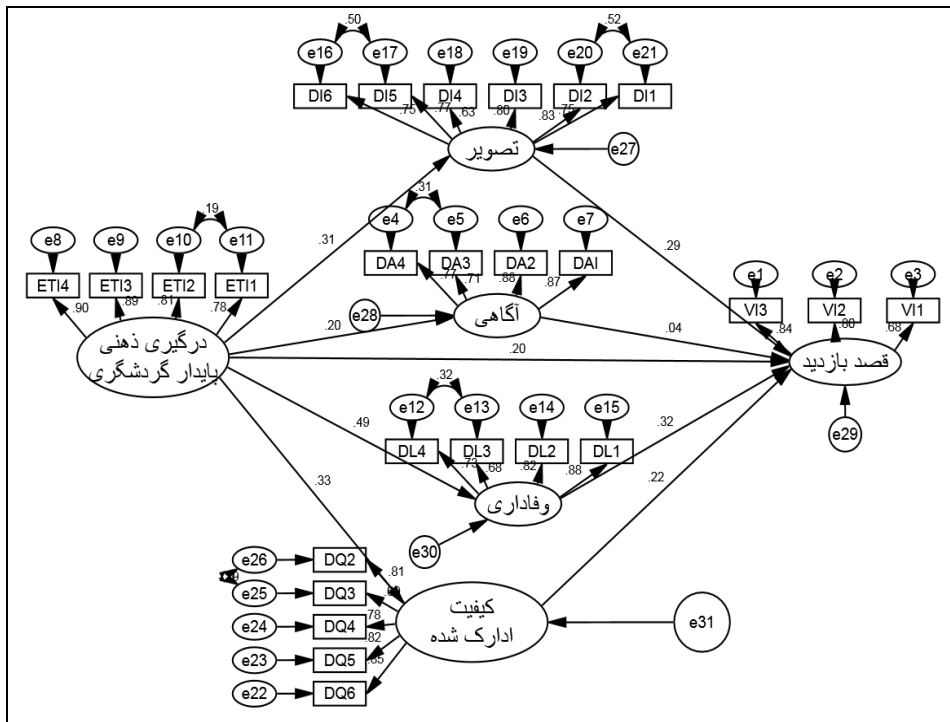 .50 .52
e16 e17 e18 e19 e20 e21
DI6 DI5 DI4 DI3 DI2 DI1
.75 .77 .63 .80 .83 .75
تصویر
e27
.31
e4 e5 e6 e7
DA4 DA3 DA2 DAI
.77 .71 .88 .87
آگاهی
e28
.19
e8 e9 e10 e11
ETI4 ETI3 ETI2 ETI1
.90 .89 .81 .78
درگیری ذهنی
بایدار گردشگری
.31 .29
.20 .04
.20
.49 .32
.33 .22
e1 e2 e3
VI3 VI2 VI1
.84 .80 .68
قصد بازدید
e29
.32
e12 e13 e14 e15
DL4 DL3 DL2 DL1
.73 .68 .82 .88
وفاداری
e30
e26 DQ2 .81
e25 DQ3
e24 DQ4 .78
e23 DQ5 .82
e22 DQ6 .85
کیفیت
ادارک شده
e31